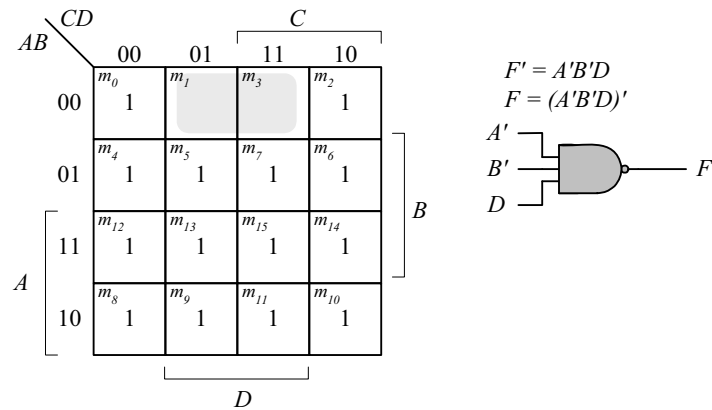 CD
AB
C
00 01 11 10
F' = A'B'D
F = (A'B'D)'
00
m0 1 m1 m3 m2 1
01
m4 1 m5 1 m7 1 m6 1
11
m12 1 m13 1 m15 1 m14 1
10
m8 1 m9 1 m11 1 m10 1
A
B
D
A'
B'
D
F